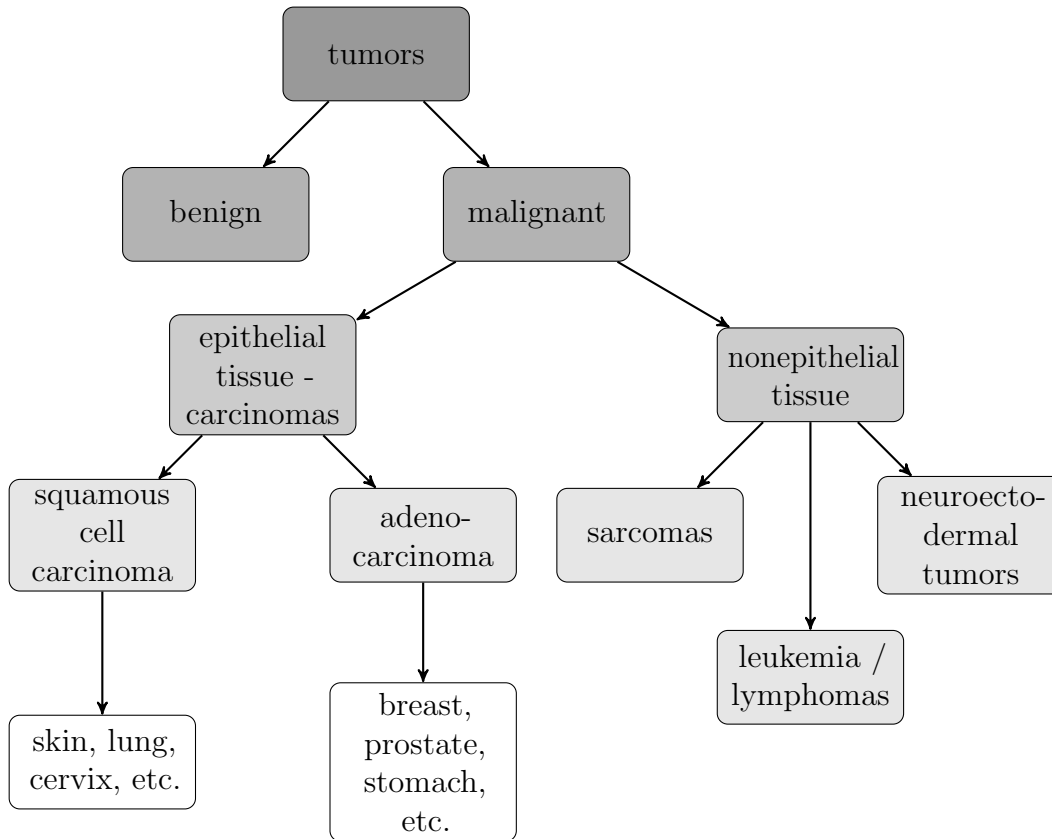 tumors
benign
malignant
epithelial
tissue -
carcinomas
nonepithelial
tissue
squamous
cell
carcinoma
adeno-
carcinoma
sarcomas
neuroecto-
dermal
tumors
leukemia /
lymphomas
skin, lung,
cervix, etc.
breast,
prostate,
stomach,
etc.